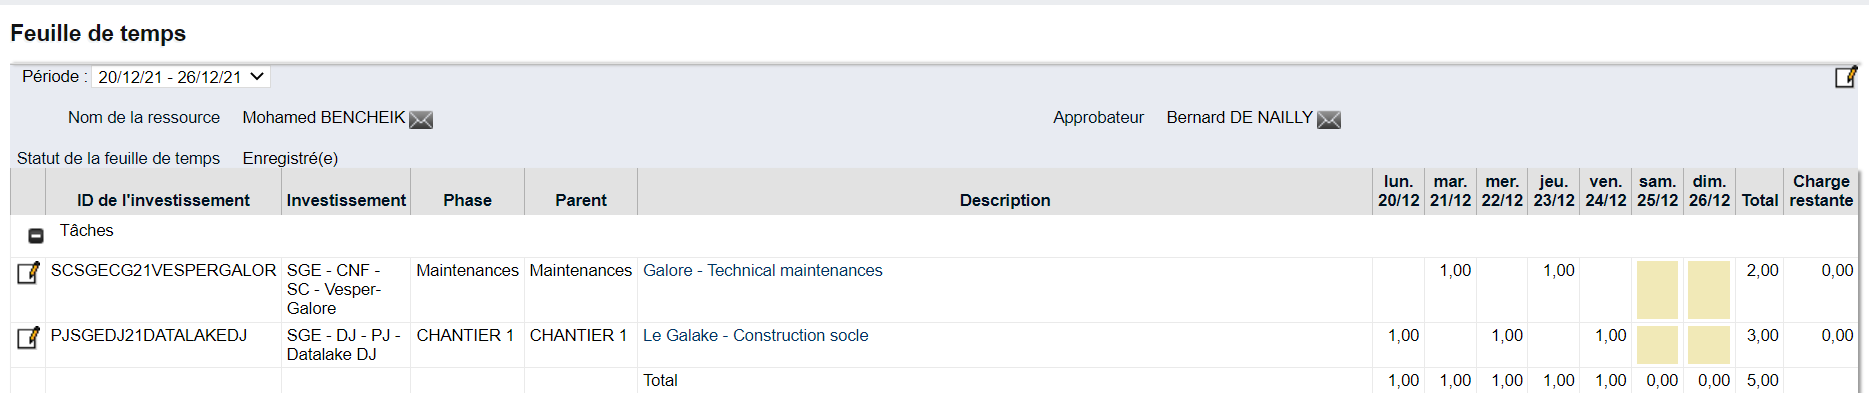 Feuille de temps
Période : 20/12/21 - 26/12/21
Nom de la ressource Mohamed BENCHEIK Approbateur Bernard DE NAILLY
Statut de la feuille de temps Enregistré(e)
ID de l'investissement Investissement Phase Parent Description lun. 20/12 mar. 21/12 mer. 22/12 jeu. 23/12 ven. 24/12 sam. 25/12 dim. 26/12 Total Charge restante
Tâches
SCSGECG21VESPERGALOR SGE - CNF - SC - Vesper-Galore Maintenances Maintenances Galore - Technical maintenances 1,00 1,00 2,00 0,00
PJSGEDJ21DATALAKEDJ SGE - DJ - PJ - Datalake DJ CHANTIER 1 CHANTIER 1 Le Galake - Construction socle 1,00 1,00 1,00 3,00 0,00
Total 1,00 1,00 1,00 1,00 1,00 0,00 0,00 5,00